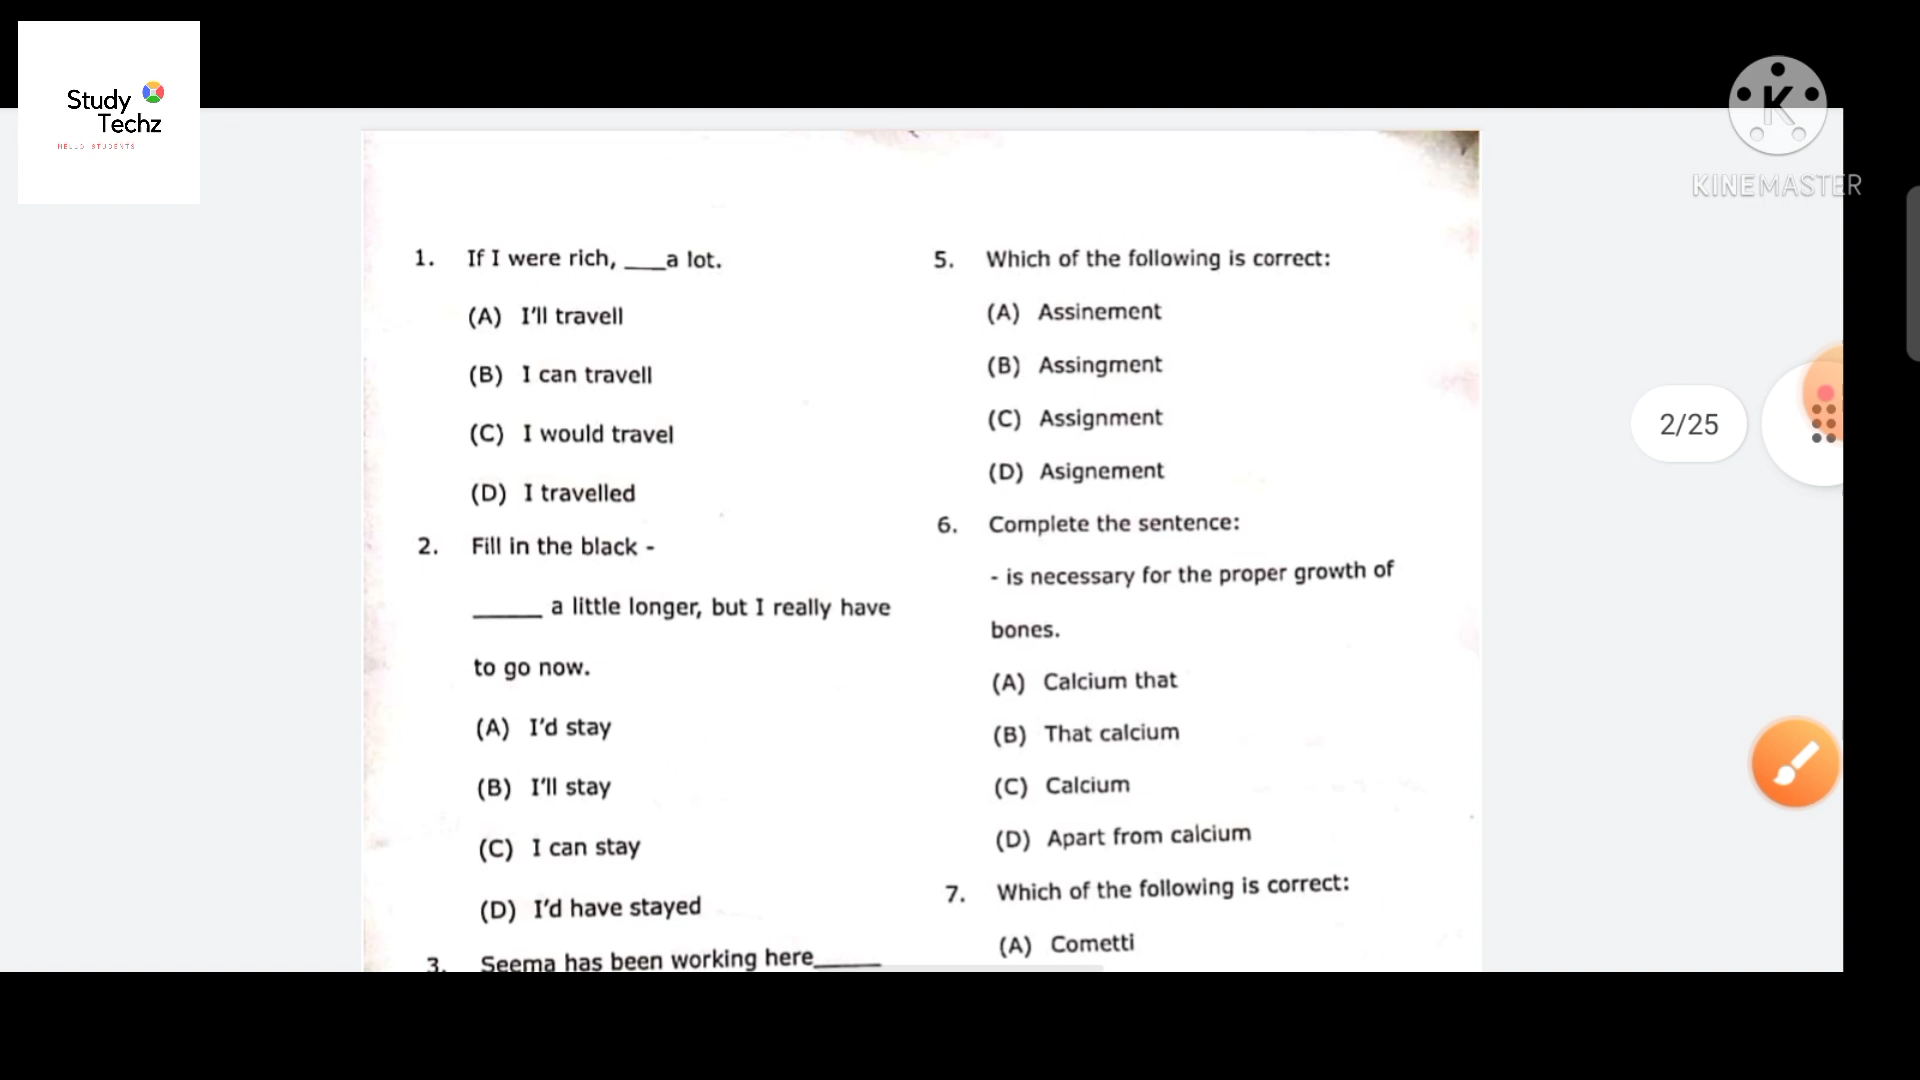 Study
Techz
HELLO STUDENTS
KINEMASTER
2/25
1. If I were rich, ___a lot.
(A) I'll travell
(B) I can travell
(C) I would travel
(D) I travelled
2. Fill in the black -
_____ a little longer, but I really have
to go now.
(A) I'd stay
(B) I'll stay
(C) I can stay
(D) I'd have stayed
3. Seema has been working here_____
5. Which of the following is correct:
(A) Assinement
(B) Assingment
(C) Assignment
(D) Asignement
6. Complete the sentence:
- is necessary for the proper growth of
bones.
(A) Calcium that
(B) That calcium
(C) Calcium
(D) Apart from calcium
7. Which of the following is correct:
(A) Cometti